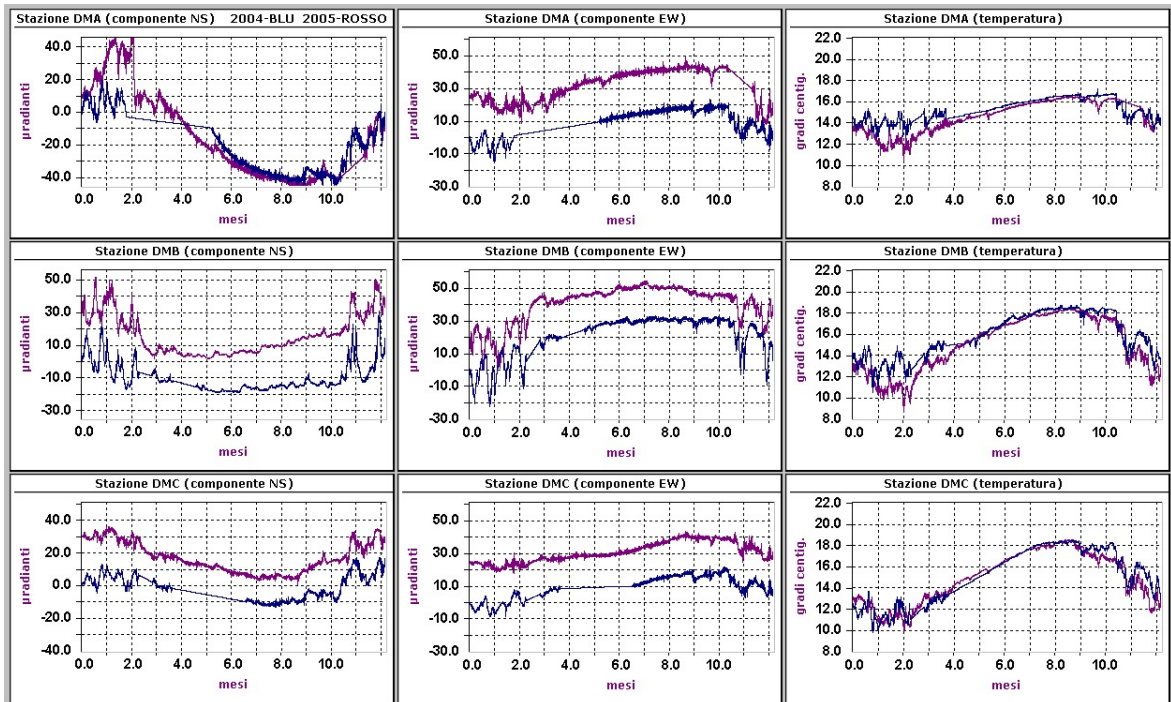 Stazione DMA (componente NS) 2004-BLU 2005-ROSSO
40.0
20.0
0.0
-20.0
-40.0
µradianti
0.0 2.0 4.0 6.0 8.0 10.0
mesi
Stazione DMA (componente EW)
50.0
30.0
10.0
-10.0
-30.0
µradianti
0.0 2.0 4.0 6.0 8.0 10.0
mesi
Stazione DMA (temperatura)
22.0
20.0
18.0
16.0
14.0
12.0
10.0
8.0
gradi centig.
0.0 2.0 4.0 6.0 8.0 10.0
mesi
Stazione DMB (componente NS)
50.0
30.0
10.0
-10.0
-30.0
µradianti
0.0 2.0 4.0 6.0 8.0 10.0
mesi
Stazione DMB (componente EW)
50.0
30.0
10.0
-10.0
-30.0
µradianti
0.0 2.0 4.0 6.0 8.0 10.0
mesi
Stazione DMB (temperatura)
22.0
20.0
18.0
16.0
14.0
12.0
10.0
8.0
gradi centig.
0.0 2.0 4.0 6.0 8.0 10.0
mesi
Stazione DMC (componente NS)
40.0
20.0
0.0
-20.0
-40.0
µradianti
0.0 2.0 4.0 6.0 8.0 10.0
mesi
Stazione DMC (componente EW)
50.0
30.0
10.0
-10.0
-30.0
µradianti
0.0 2.0 4.0 6.0 8.0 10.0
mesi
Stazione DMC (temperatura)
22.0
20.0
18.0
16.0
14.0
12.0
10.0
8.0
gradi centig.
0.0 2.0 4.0 6.0 8.0 10.0
mesi